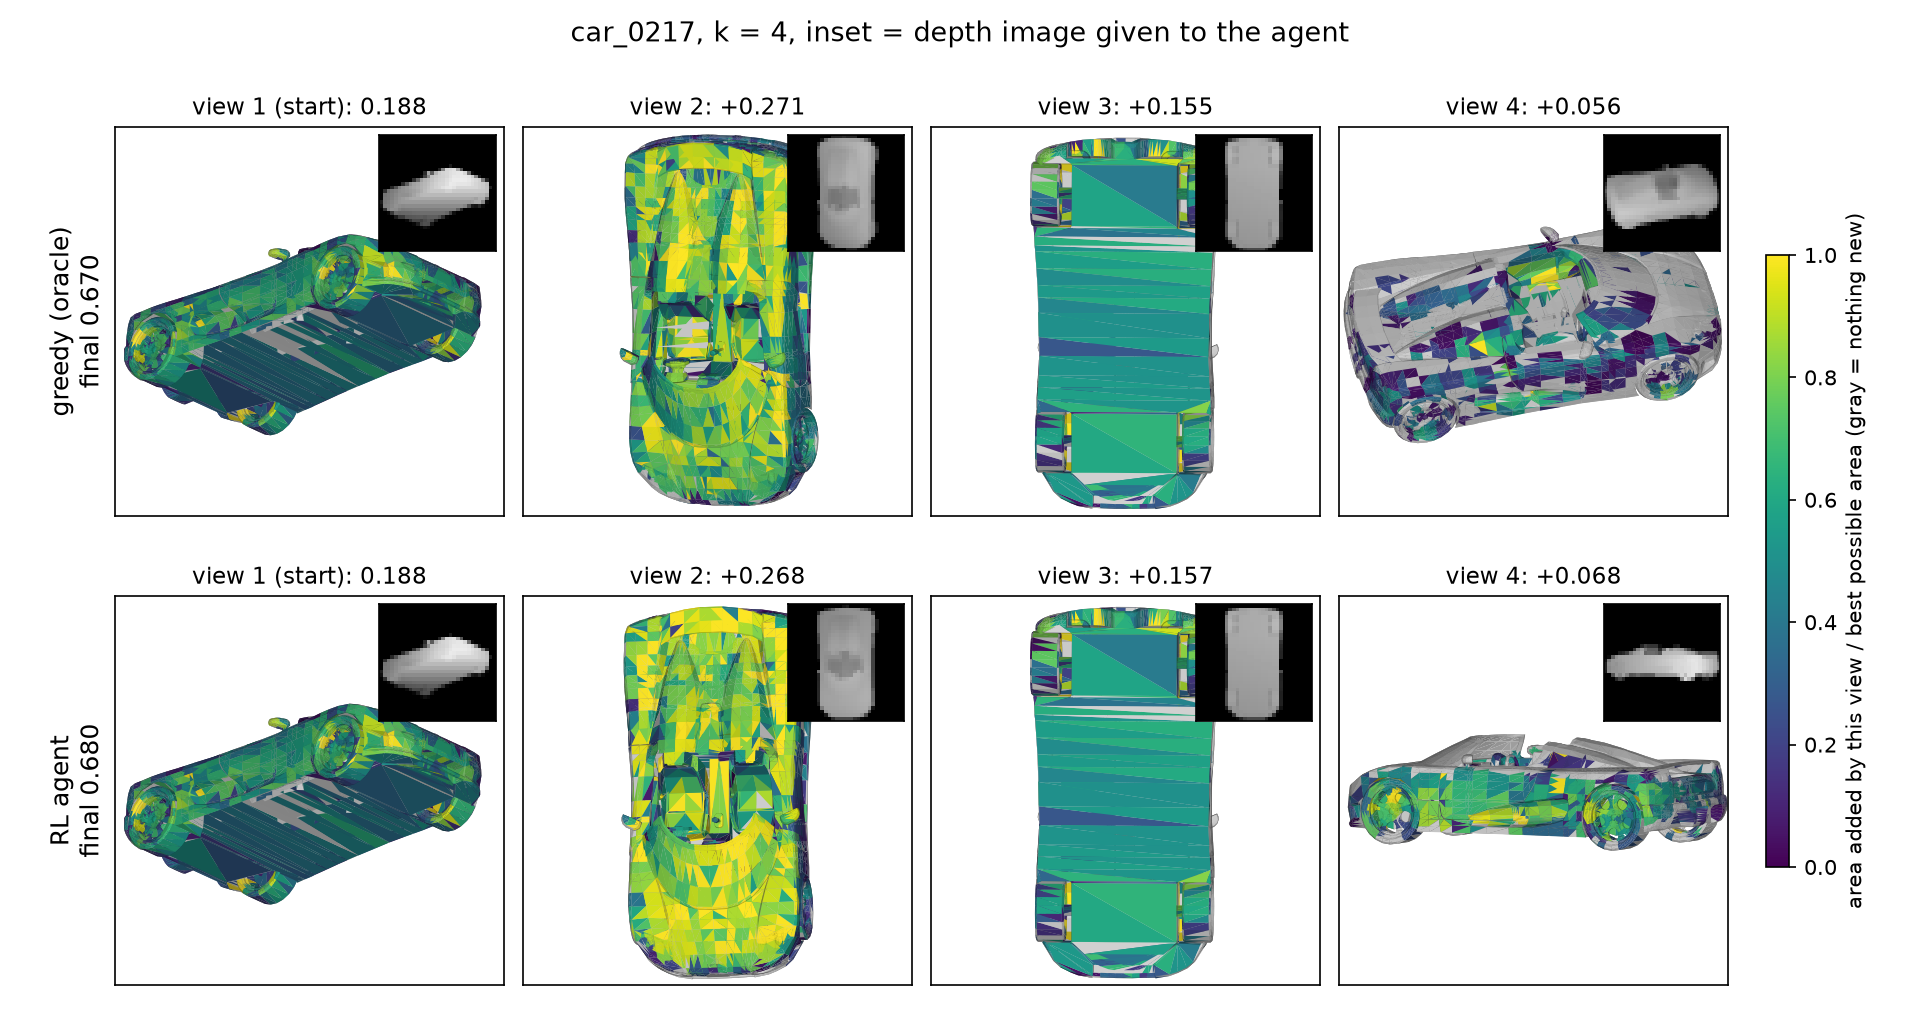 car_0217, k = 4, inset = depth image given to the agent
view 1 (start): 0.188
view 2: +0.271
view 3: +0.155
view 4: +0.056
greedy (oracle)
final 0.670
view 1 (start): 0.188
view 2: +0.268
view 3: +0.157
view 4: +0.068
RL agent
final 0.680
1.0
0.8
0.6
0.4
0.2
0.0
area added by this view / best possible area (gray = nothing new)